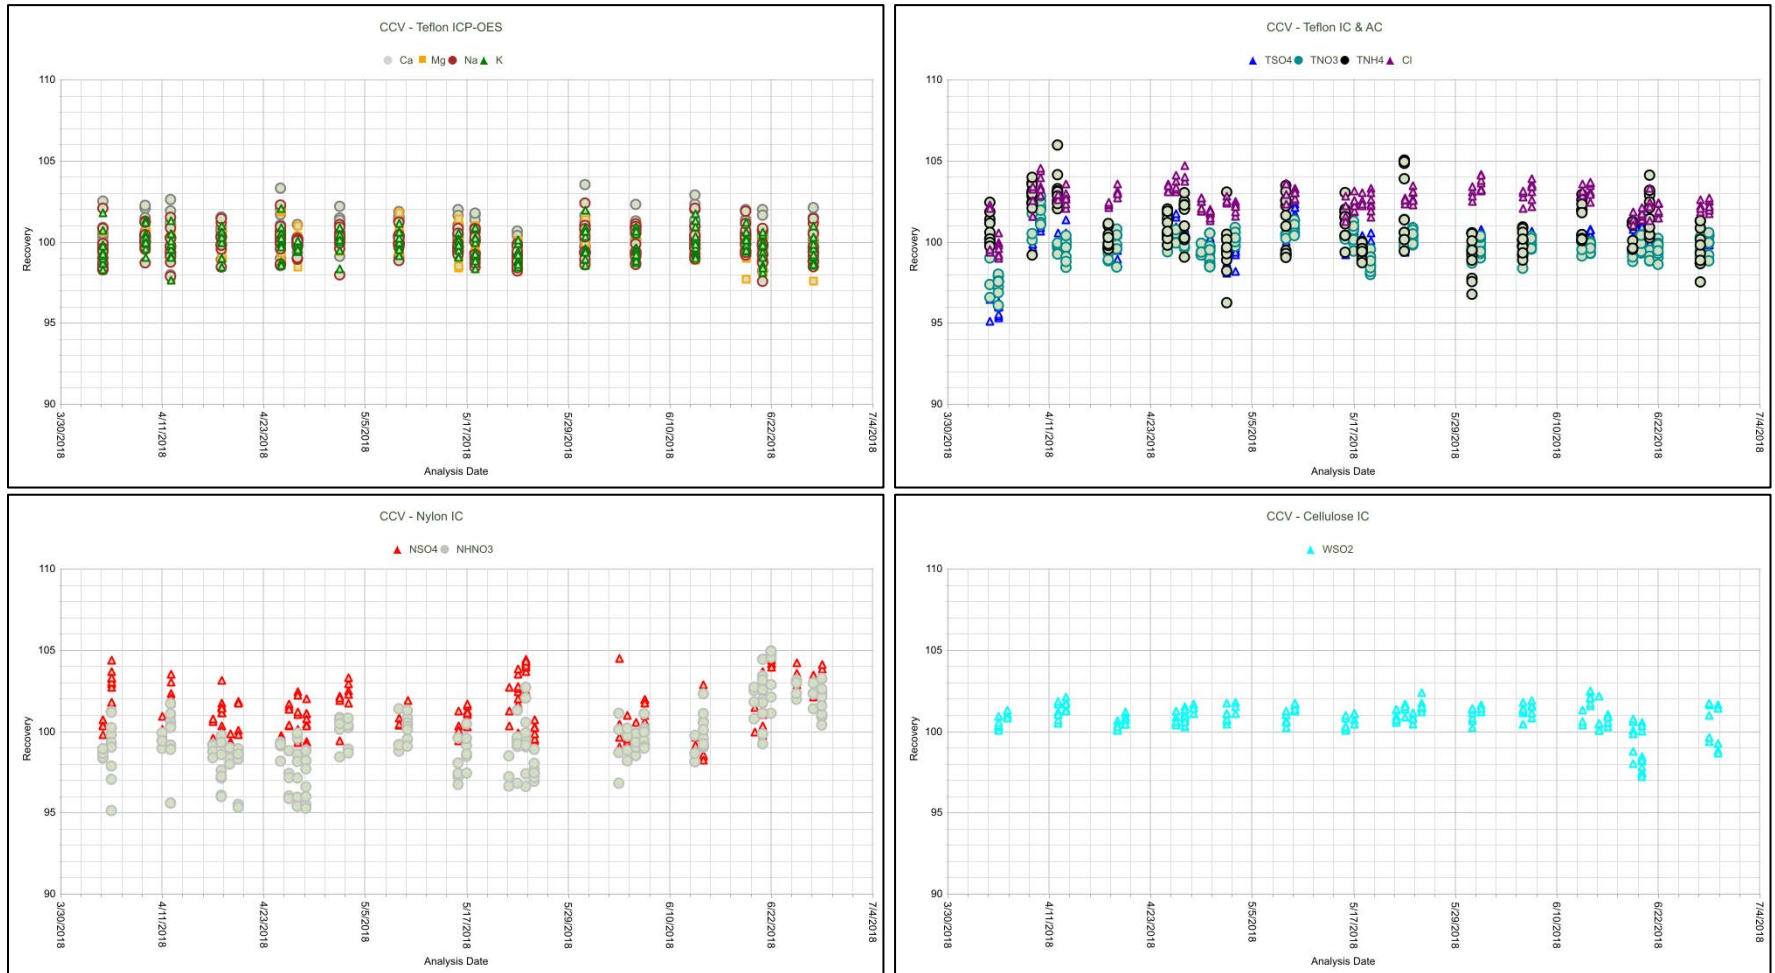 CCV - Teflon ICP-OES
Ca Mg Na K
110
105
100
95
90
Recovery
3/30/2018 4/11/2018 4/23/2018 5/5/2018 5/17/2018 5/29/2018 6/10/2018 6/22/2018 7/4/2018
Analysis Date
CCV - Teflon IC & AC
TSO4 TNO3 TNH4 Cl
110
105
100
95
90
Recovery
3/30/2018 4/11/2018 4/23/2018 5/5/2018 5/17/2018 5/29/2018 6/10/2018 6/22/2018 7/4/2018
Analysis Date
CCV - Nylon IC
NSO4 NHNO3
110
105
100
95
90
Recovery
3/30/2018 4/11/2018 4/23/2018 5/5/2018 5/17/2018 5/29/2018 6/10/2018 6/22/2018 7/4/2018
Analysis Date
CCV - Cellulose IC
WSO2
110
105
100
95
90
Recovery
3/30/2018 4/11/2018 4/23/2018 5/5/2018 5/17/2018 5/29/2018 6/10/2018 6/22/2018 7/4/2018
Analysis Date